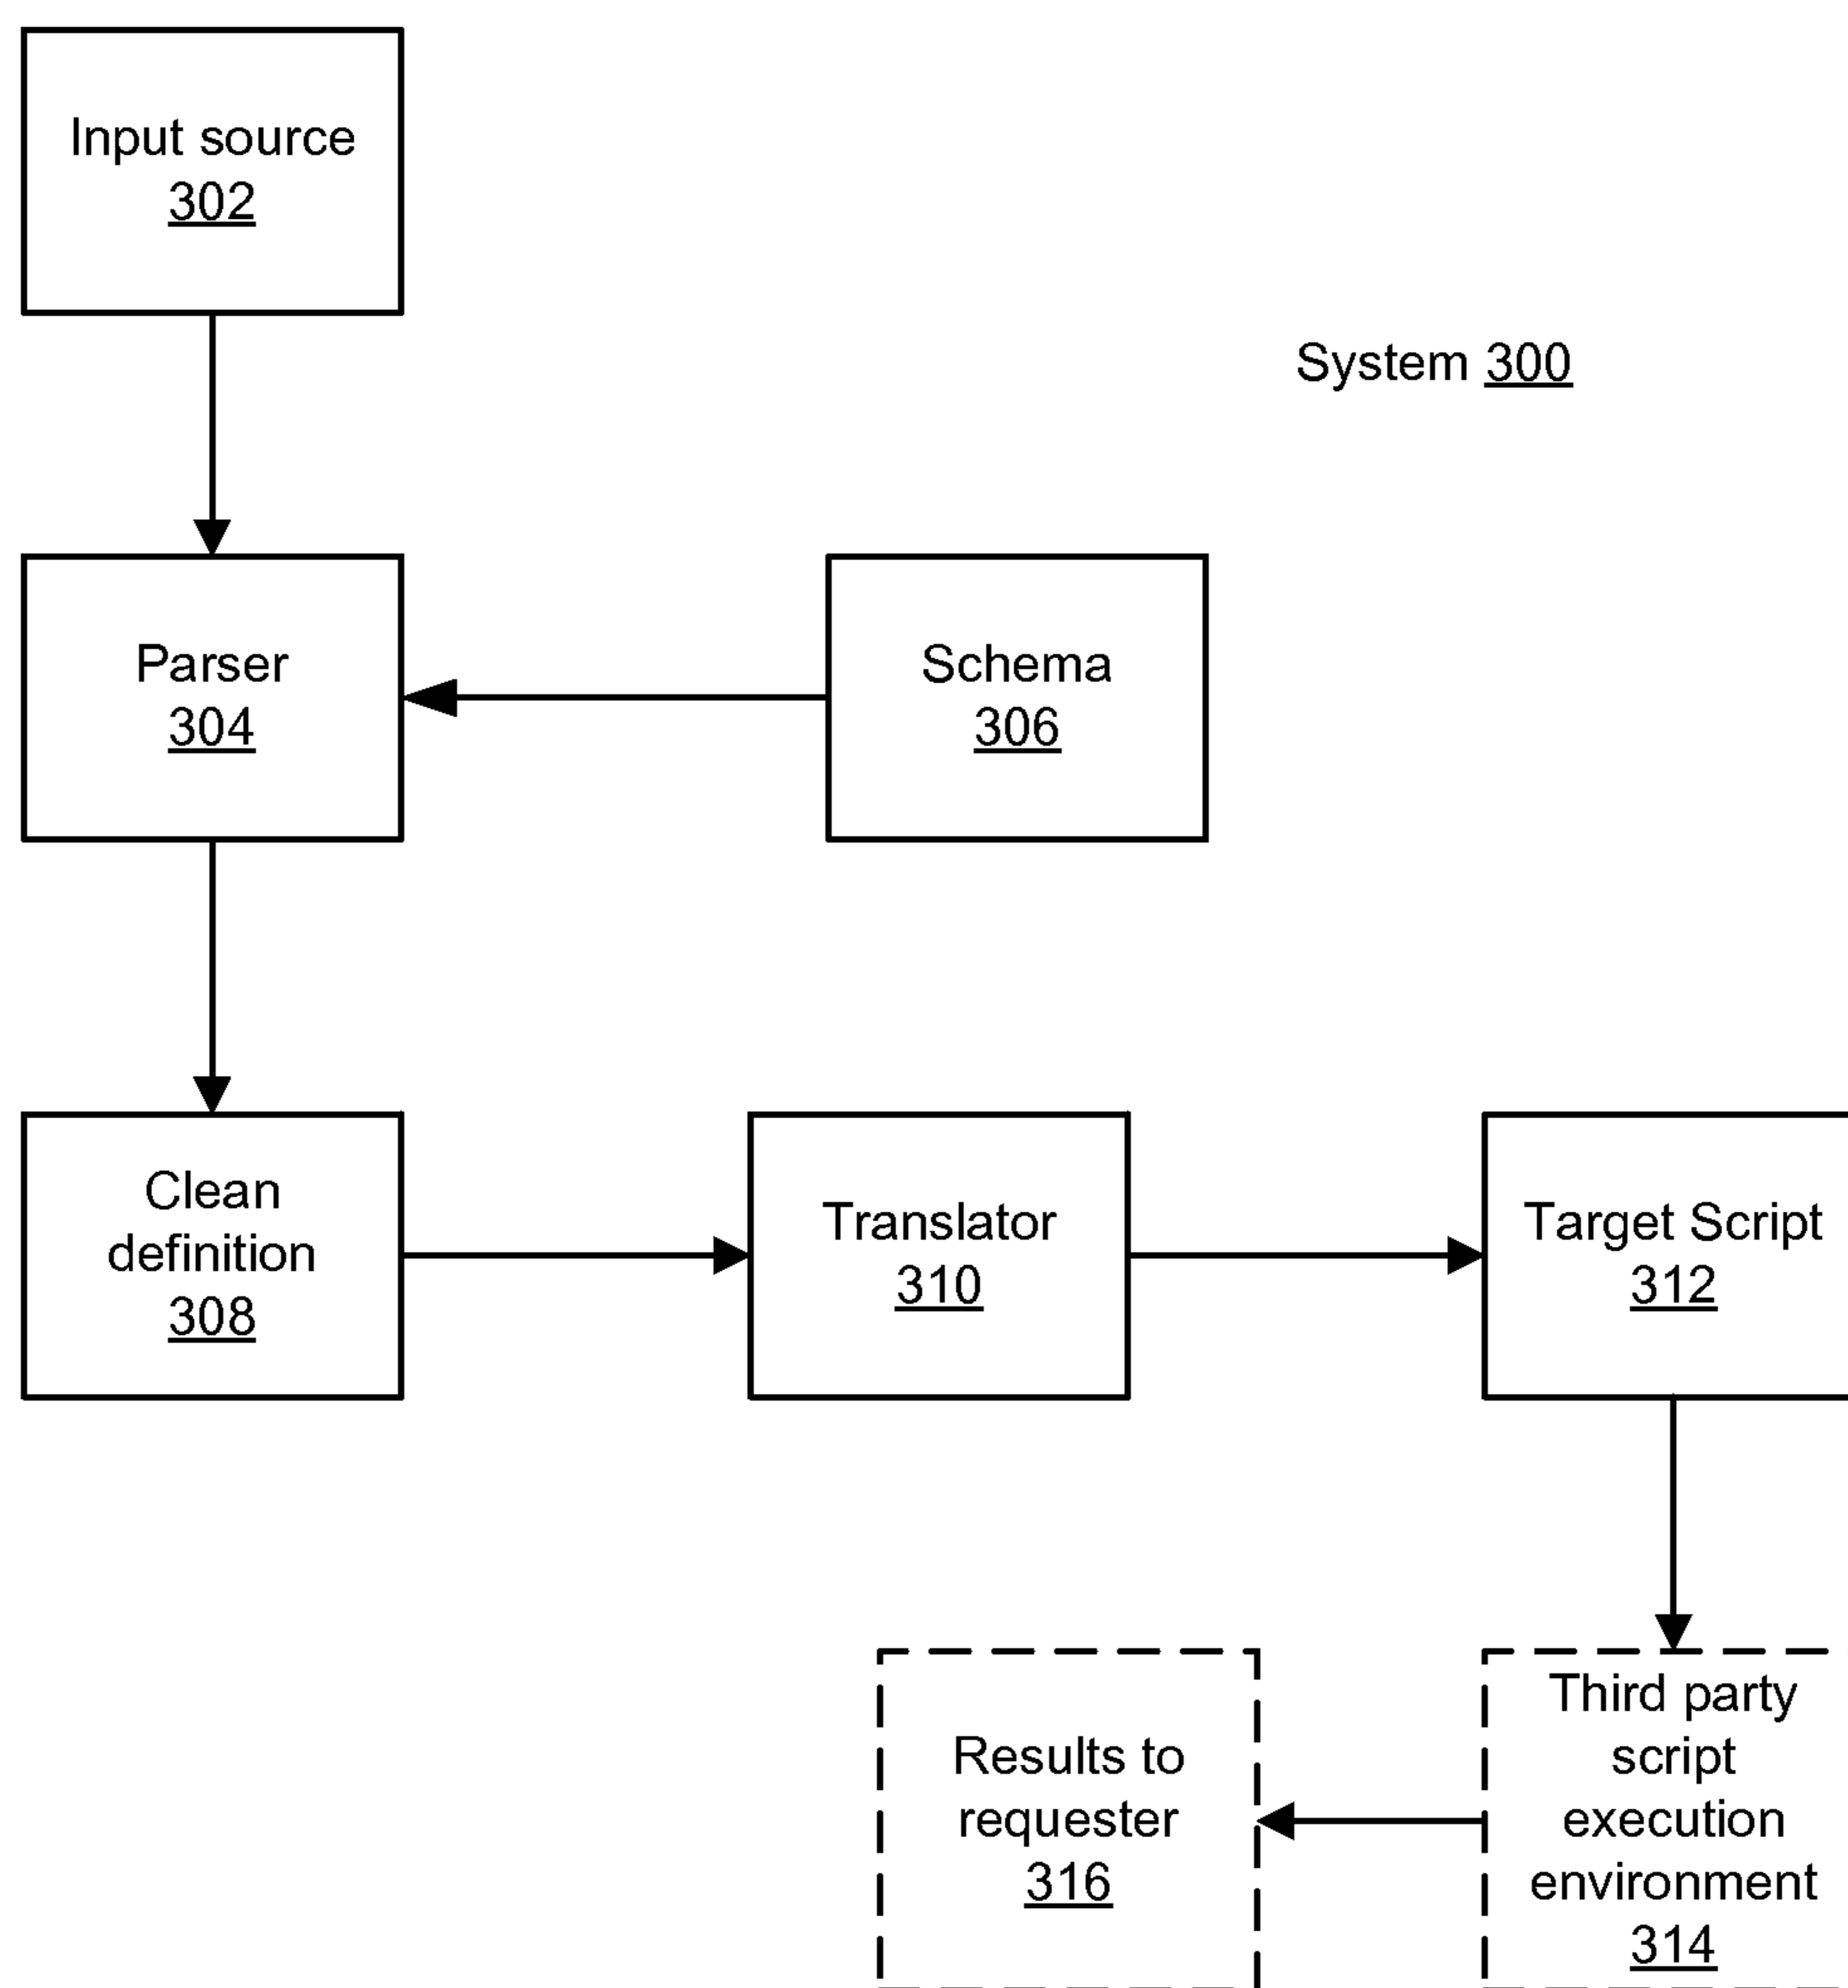 Input source
302
System 300
Parser
304
Schema
306
Clean
definition
308
Translator
310
Target Script
312
Results to
requester
316
Third party
script
execution
environment
314